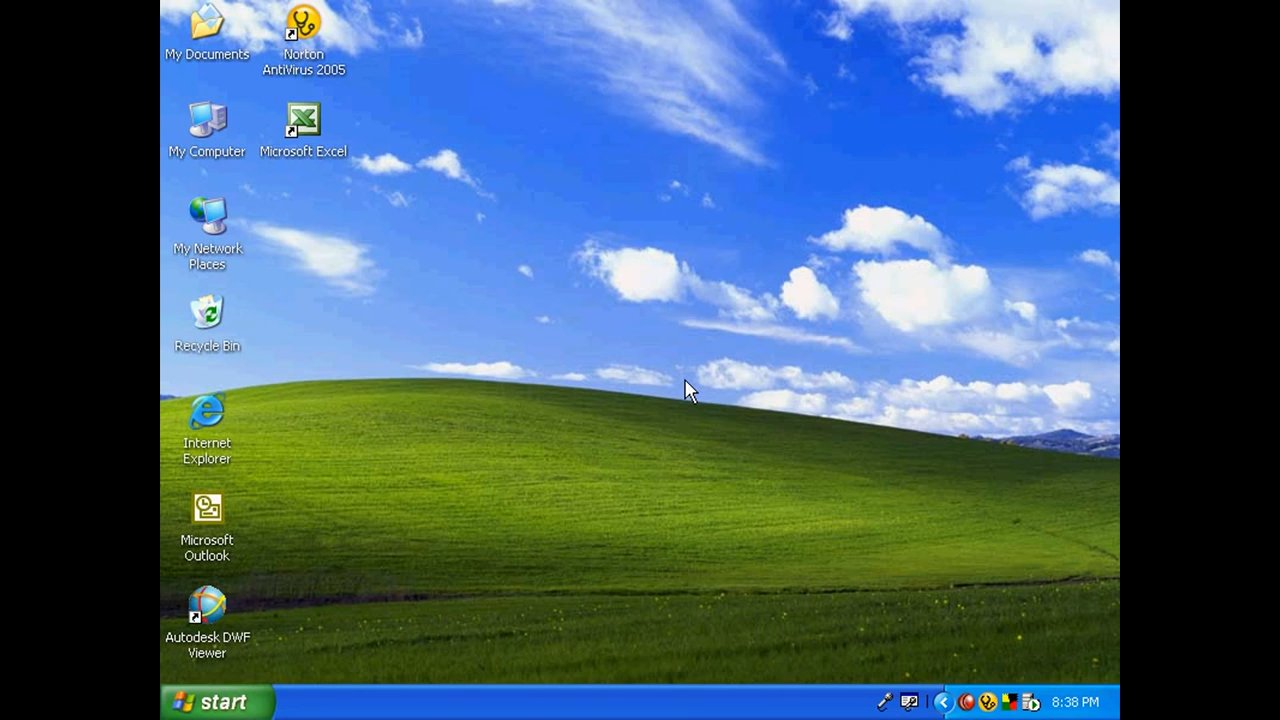 My Documents
Norton
AntiVirus 2005
My Computer
Microsoft Excel
My Network
Places
Recycle Bin
Internet
Explorer
Microsoft
Outlook
Autodesk DWF
Viewer
start
8:38 PM